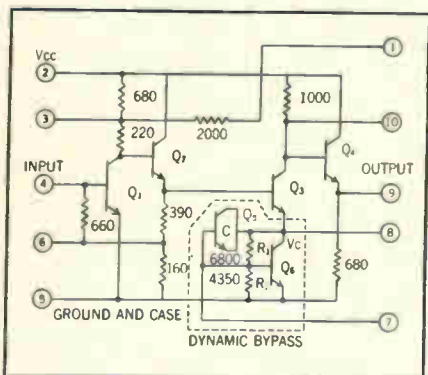 Vcc
2
1
680
1000
3
220
2000
10
INPUT
Q2
Q4
OUTPUT
4
Q1
Q3
9
390
Q5
660
C
R2
VC
8
6
6800
Q6
160
4350
R1
680
5
7
GROUND AND CASE
DYNAMIC BYPASS